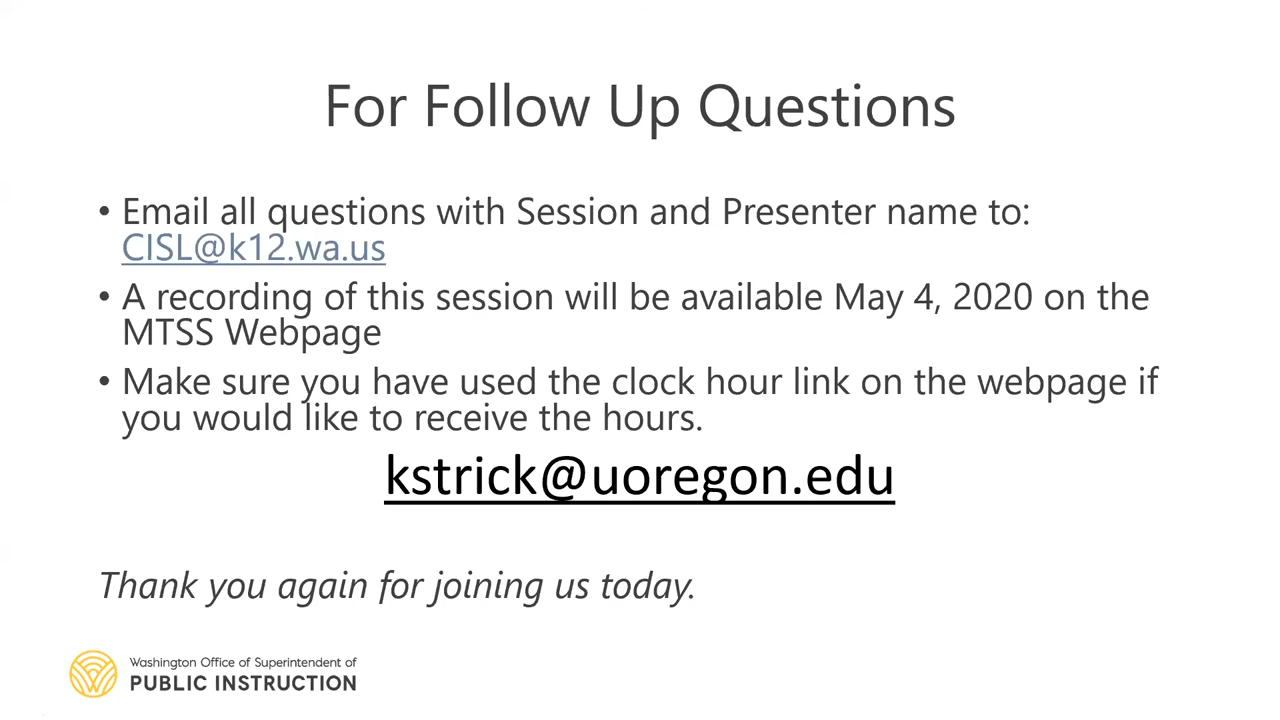 For Follow Up Questions
• Email all questions with Session and Presenter name to:
CISL@k12.wa.us
• A recording of this session will be available May 4, 2020 on the
MTSS Webpage
• Make sure you have used the clock hour link on the webpage if
you would like to receive the hours.
kstrick@uoregon.edu
Thank you again for joining us today.
Washington Office of Superintendent of
PUBLIC INSTRUCTION